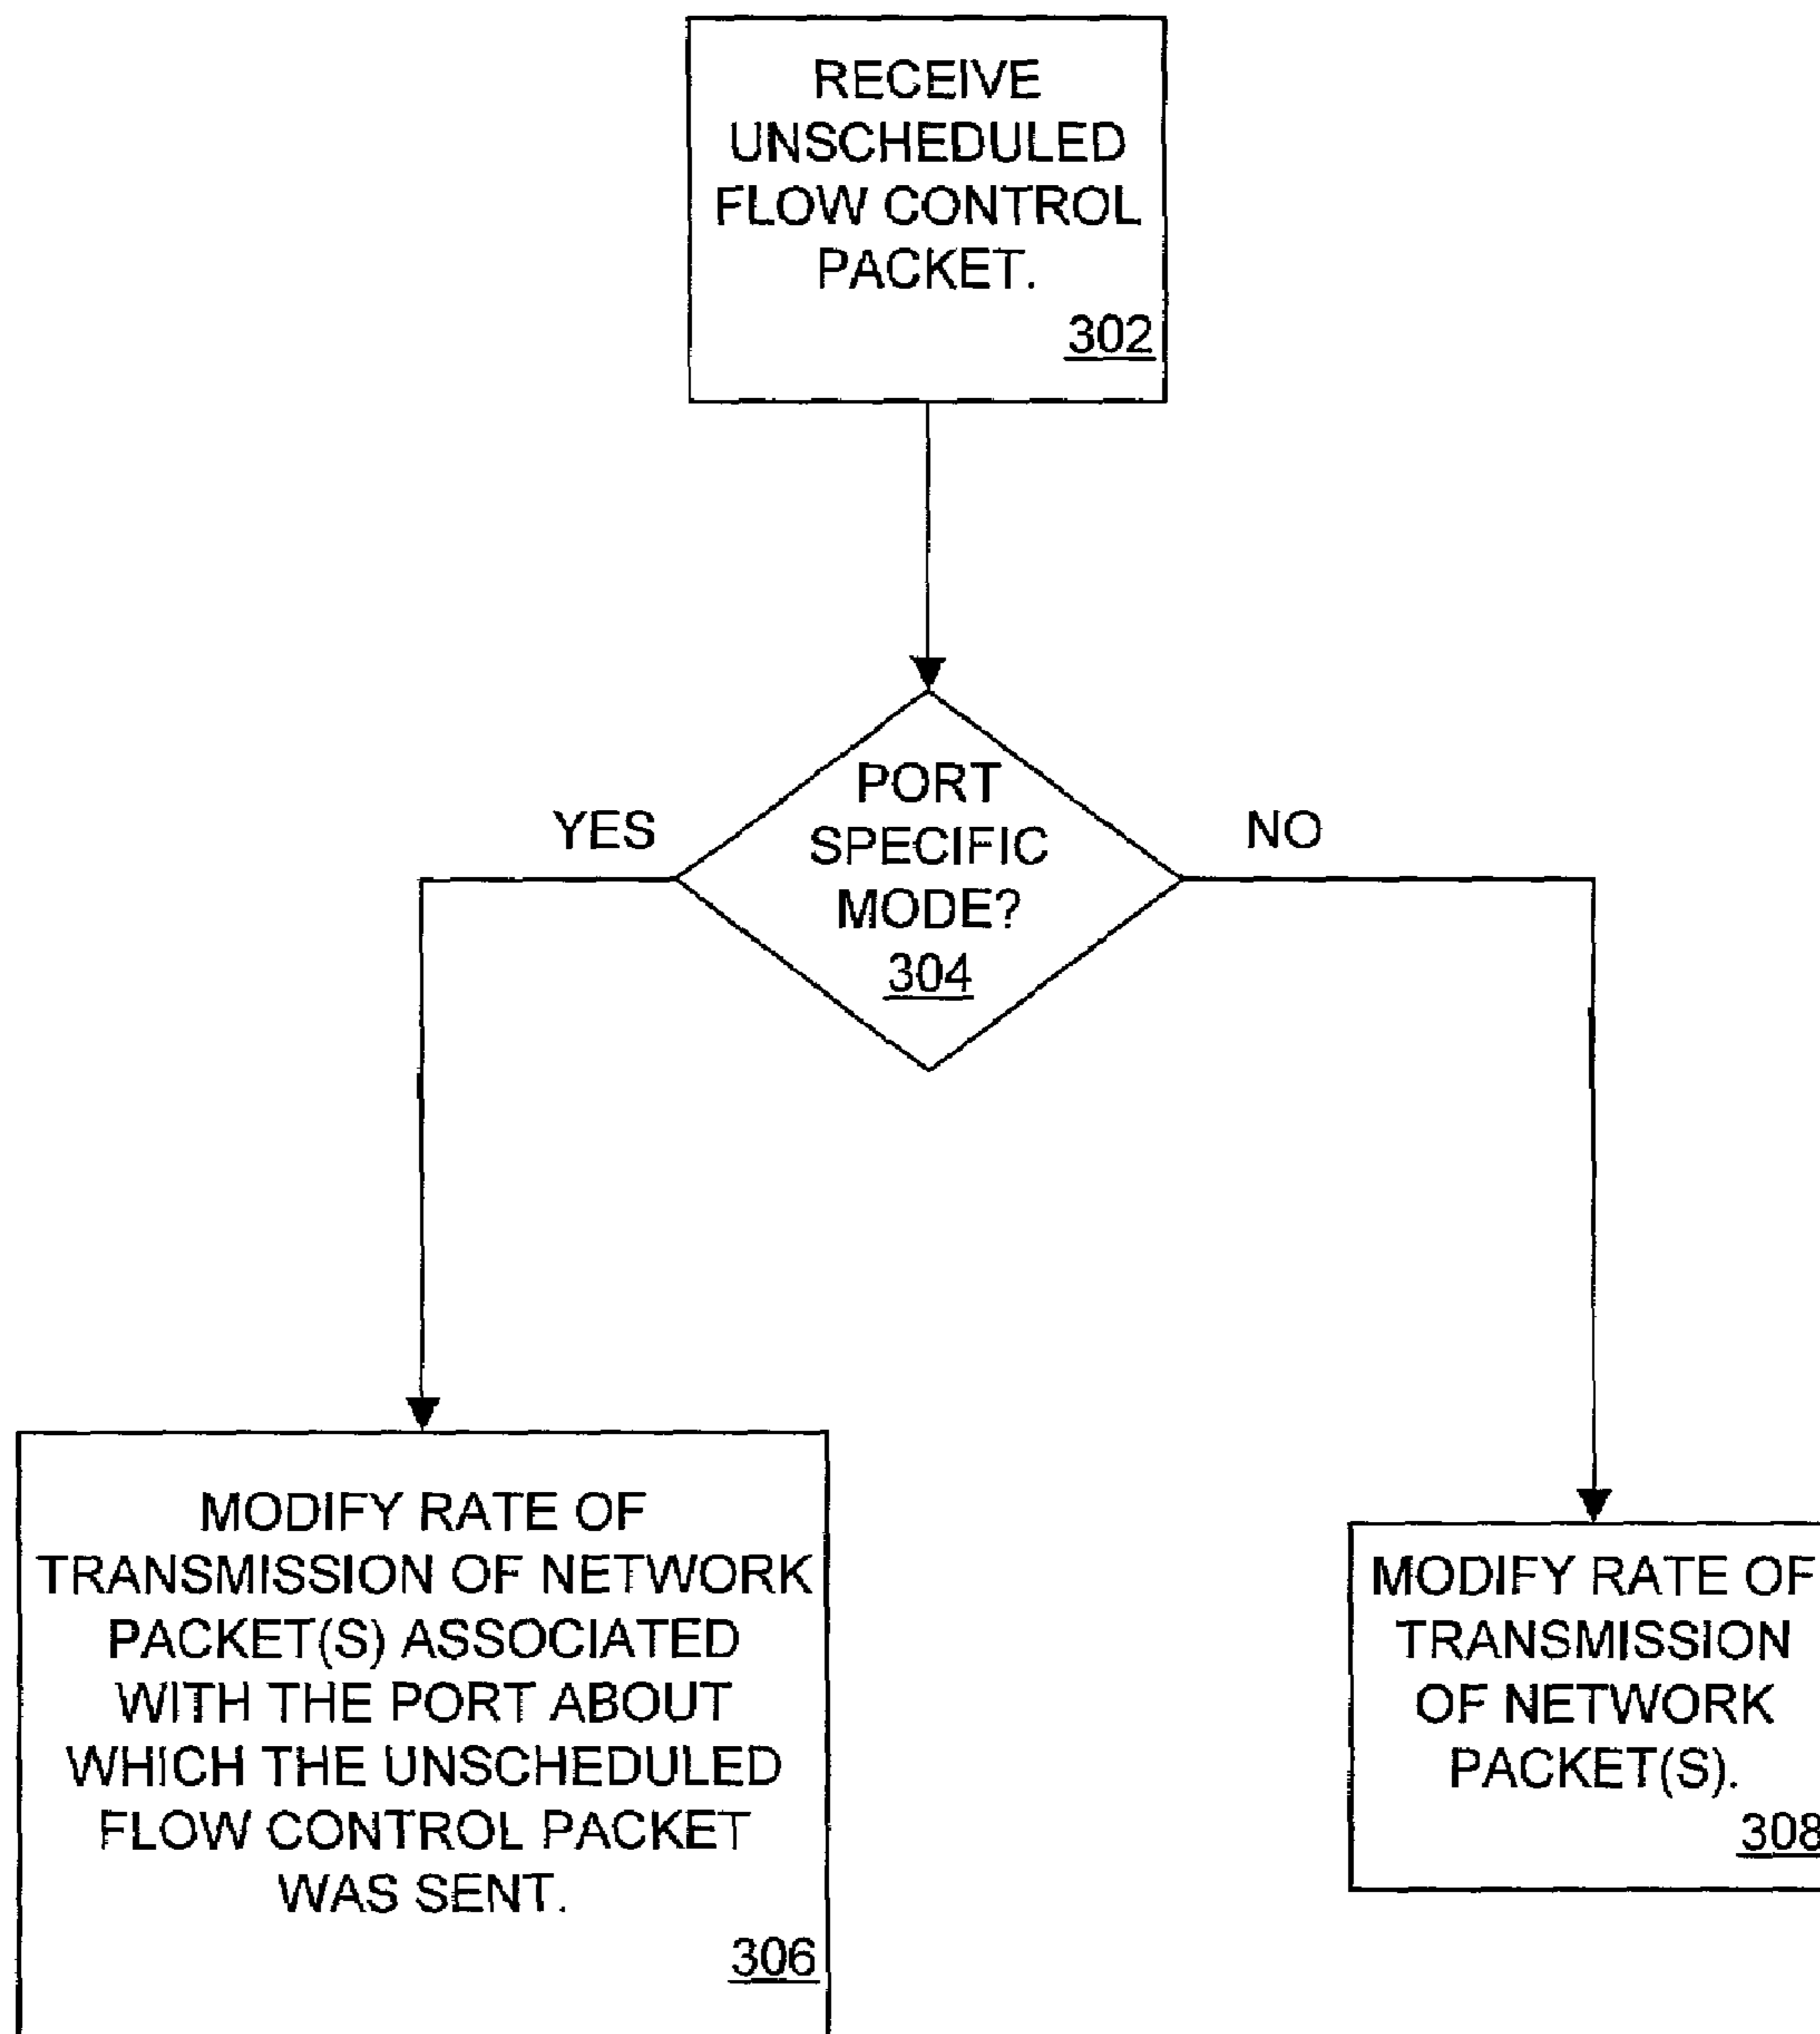 RECEIVE
UNSCHEDULED
FLOW CONTROL
PACKET.
302
PORT
SPECIFIC
MODE?
304
YES
NO
MODIFY RATE OF
TRANSMISSION OF NETWORK
PACKET(S) ASSOCIATED
WITH THE PORT ABOUT
WHICH THE UNSCHEDULED
FLOW CONTROL PACKET
WAS SENT.
306
MODIFY RATE OF
TRANSMISSION
OF NETWORK
PACKET(S).
308